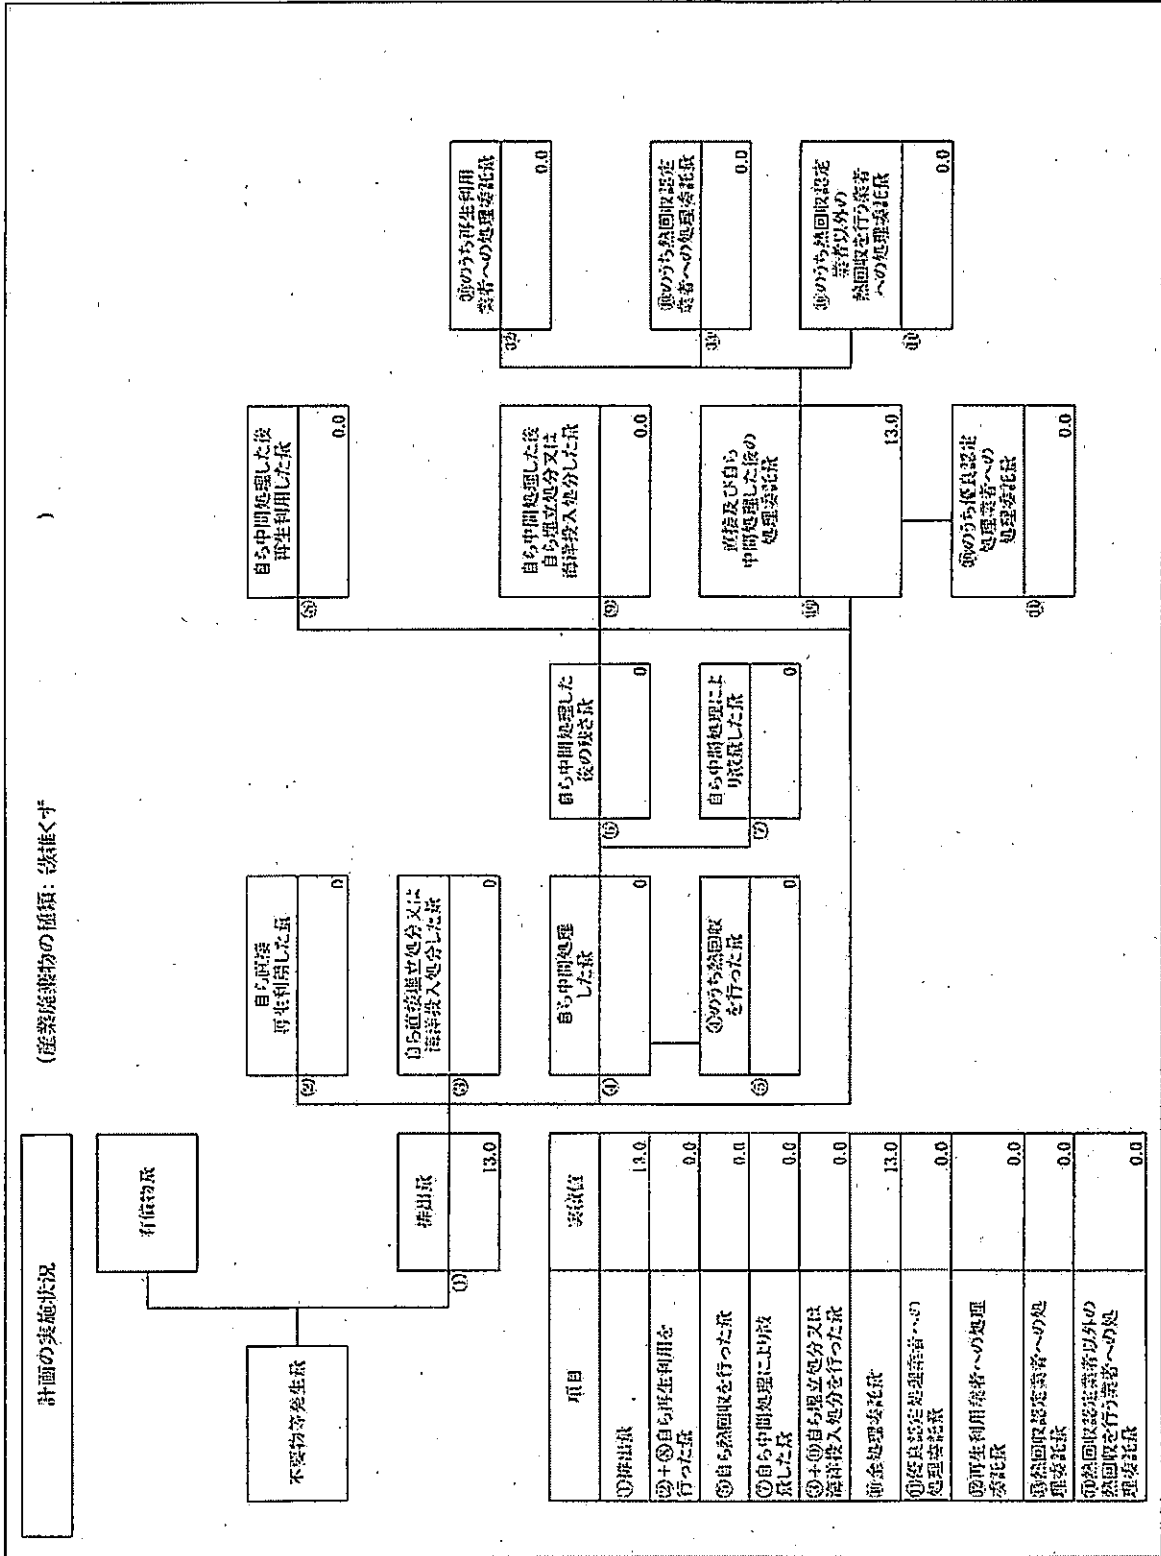 計画の実施状況
(産業廃棄物の種類：繊維くず
)
有価物量
不要物等発生量
排出量
①
13.0
自ら直接
再生利用した量
②
0
自ら直接埋立処分又は
海洋投入処分した量
③
0
自ら中間処理
した量
④
0
④のうち熱回収
を行った量
⑤
0
自ら中間処理した
後の残さ量
⑥
0
自ら中間処理によ
り減量した量
⑦
0
自ら中間処理した後
再生利用した量
⑧
0.0
自ら中間処理した後
自ら埋立処分又は
海洋投入処分した量
⑨
0.0
直接及び自ら
中間処理した後の
処理委託量
⑩
13.0
⑩のうち優良認定
処理業者への
処理委託量
⑪
0.0
⑩のうち再生利用
業者への処理委託量
⑫
0.0
⑩のうち熱回収認定
業者への処理委託量
⑬
0.0
⑩のうち熱回収認定
業者以外の
熱回収を行う業者
への処理委託量
⑭
0.0
項目
実績値
①排出量
13.0
②+⑧自ら再生利用を
行った量
0.0
⑤自ら熱回収を行った量
0.0
⑦自ら中間処理により減
量した量
0.0
③+⑨自ら埋立処分又は
海洋投入処分を行った量
0.0
⑩全処理委託量
13.0
⑪優良認定処理業者への
処理委託量
0.0
⑫再生利用業者への処理
委託量
0.0
⑬熱回収認定業者への処
理委託量
0.0
⑭熱回収認定業者以外の
熱回収を行う業者への処
理委託量
0.0